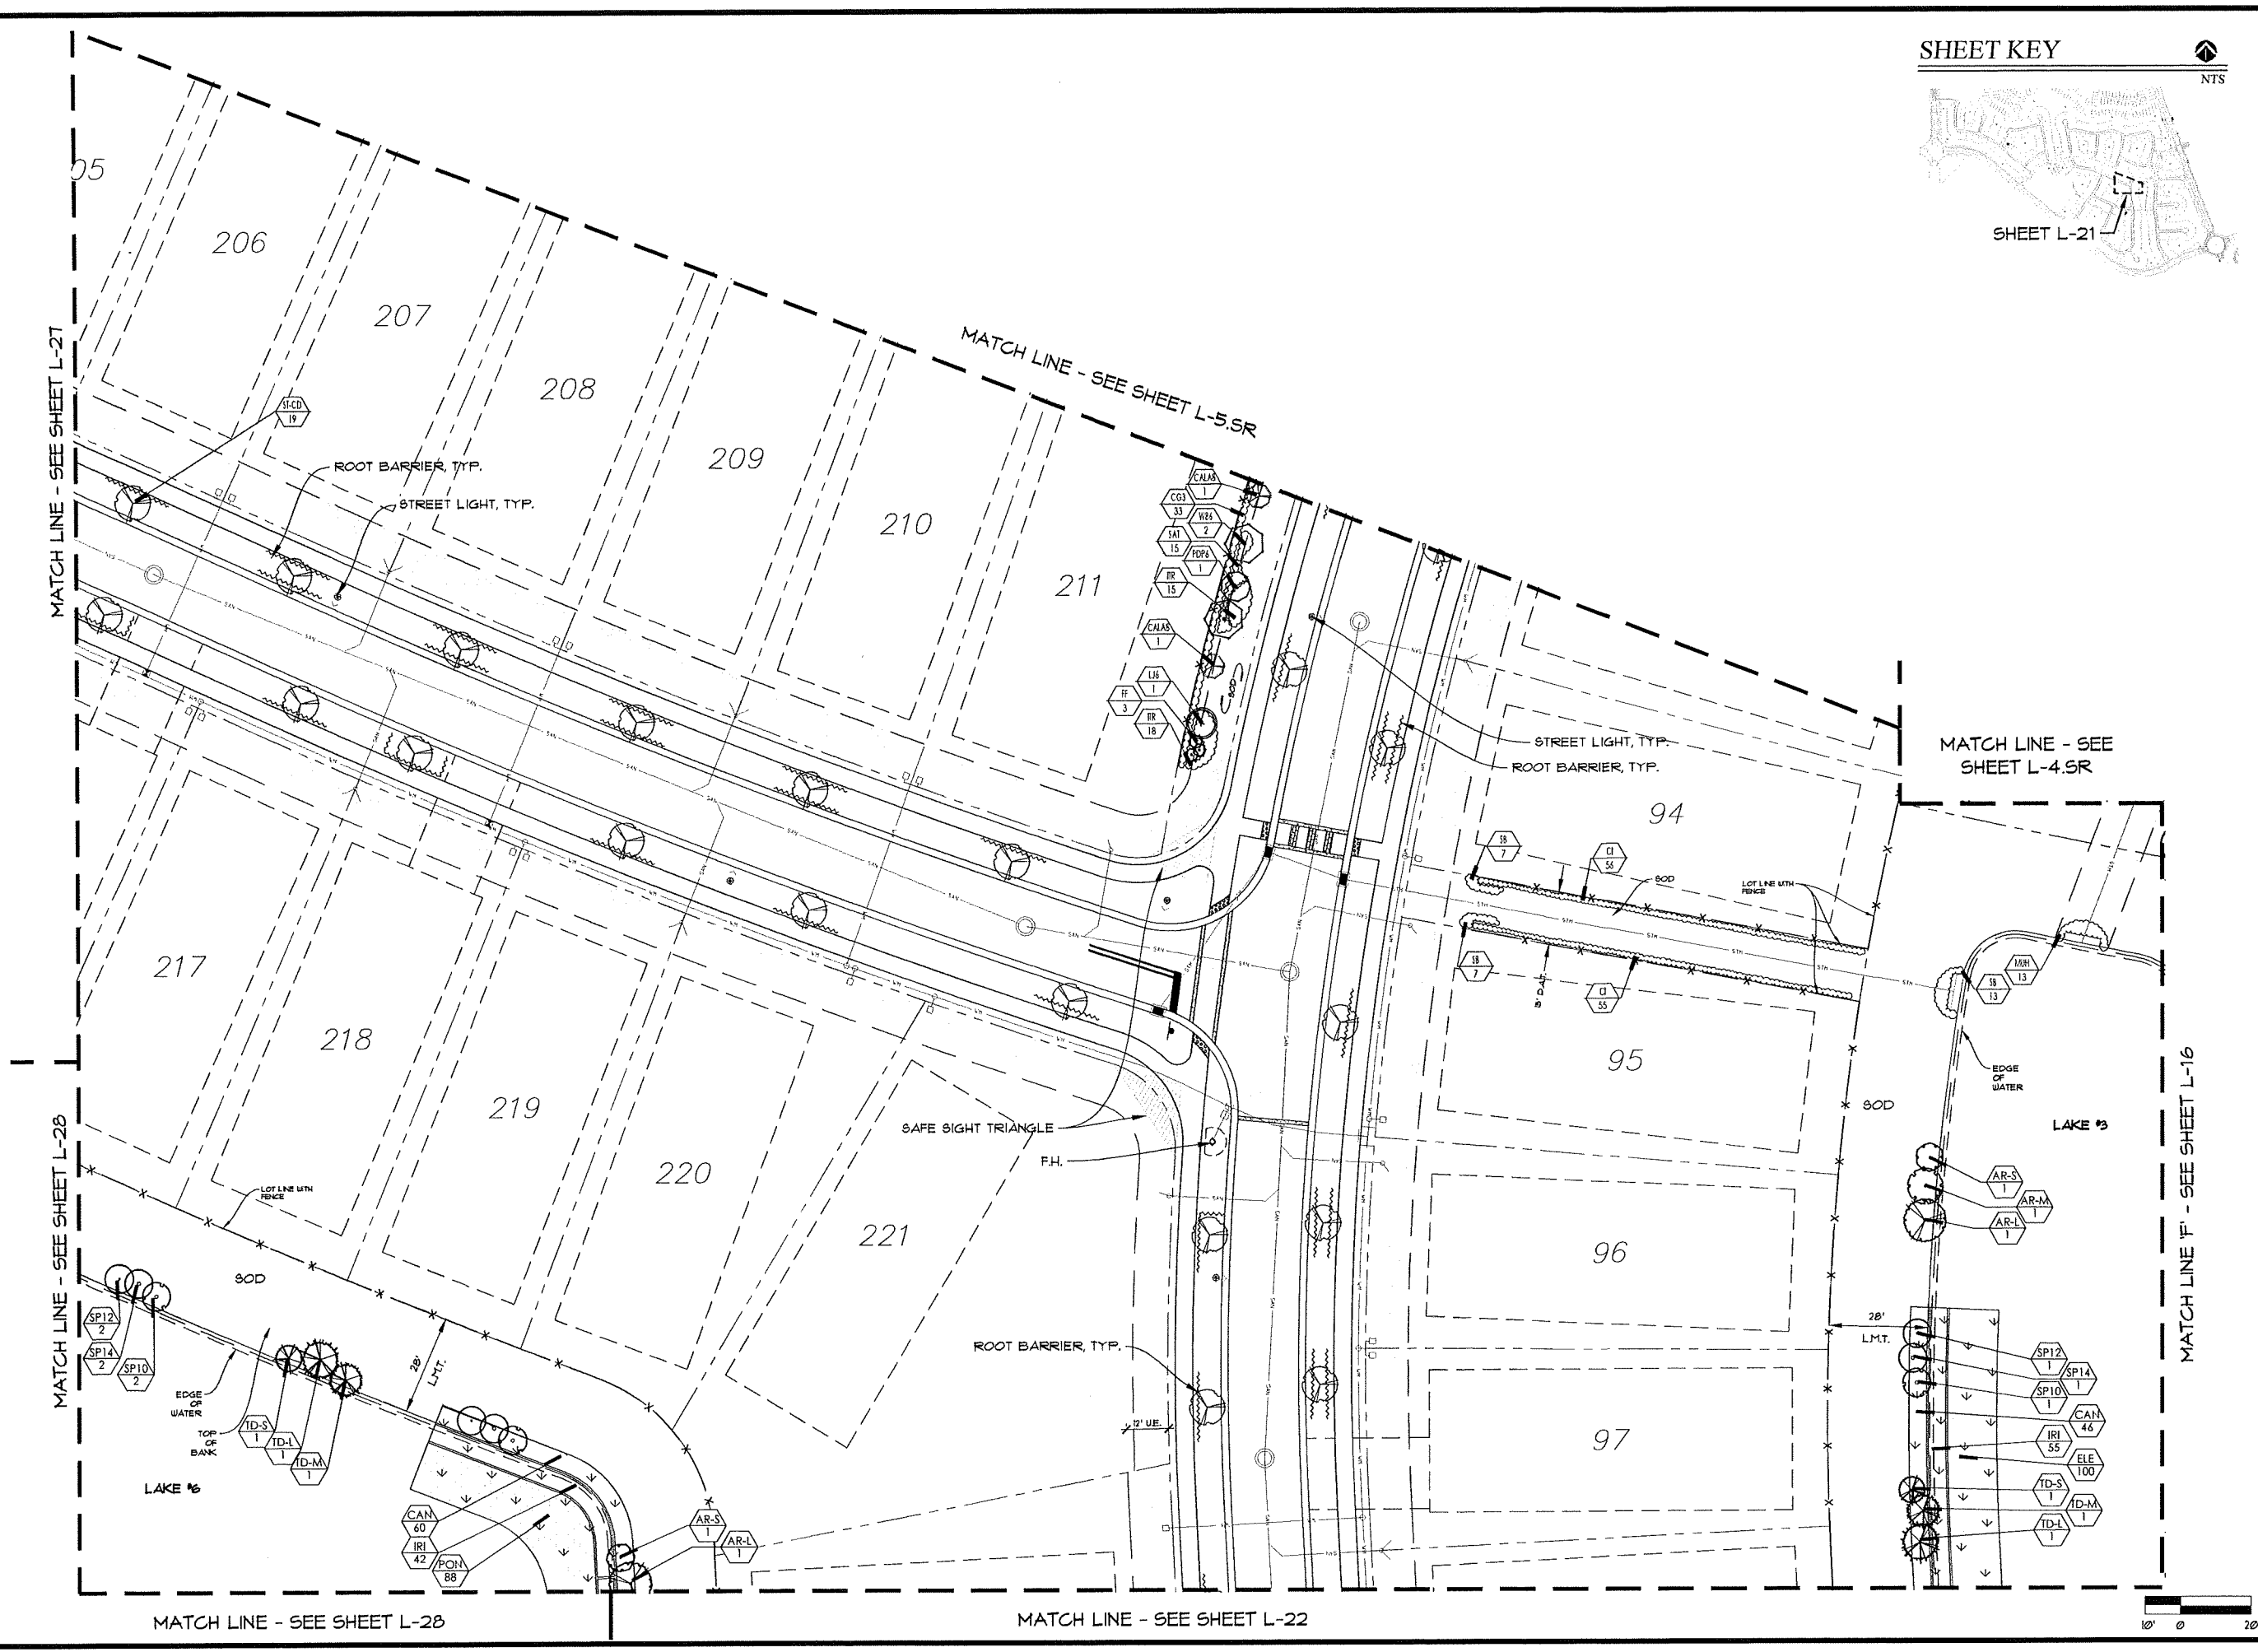 SHEET KEY
NTS
SHEET L-21
MATCH LINE - SEE SHEET L-27
MATCH LINE - SEE SHEET L-28
MATCH LINE - SEE SHEET L-5.SR
MATCH LINE - SEE
SHEET L-4.SR
MATCH LINE 'F' - SEE SHEET L-16
05
206
207
208
209
210
211
ST-CD
19
ROOT BARRIER, TYP.
STREET LIGHT, TYP.
CALA8
1
CG3
33
2
SAT
15
PDP6
1
15
CALA8
1
LJ6
1
FF
3
18
SOD
STREET LIGHT, TYP.
ROOT BARRIER, TYP.
94
SB
7
CI
56
SOD
LOT LINE WITH
FENCE
SB
7
CI
55
15' D.A.E.
MUH
13
SB
13
EDGE
OF
WATER
LAKE #3
SOD
95
96
97
217
218
219
220
221
SAFE SIGHT TRIANGLE
F.H.
LOT LINE WITH
FENCE
SOD
AR-S
1
AR-M
1
AR-L
1
28'
L.M.T.
SP12
1
SP14
1
SP10
1
CAN
46
IRI
55
ELE
100
TD-S
1
TD-M
1
TD-L
1
SP12
2
SP14
2
SP10
2
EDGE
OF
WATER
TOP
OF
BANK
TD-S
1
TD-L
1
TD-M
1
28'
L.M.T.
LAKE #6
CAN
60
IRI
42
PON
88
AR-S
1
AR-L
1
ROOT BARRIER, TYP.
12' U.E.
MATCH LINE - SEE SHEET L-28
MATCH LINE - SEE SHEET L-22
10' 0 20